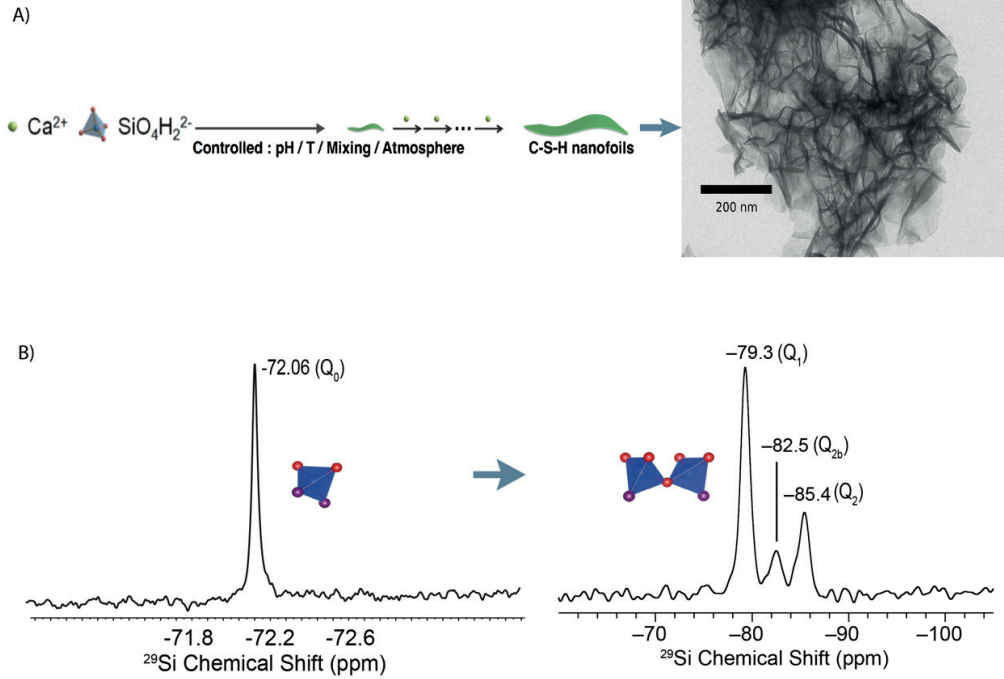 A)
Ca²⁺ SiO₄H₂²⁻
Controlled : pH / T / Mixing / Atmosphere
C-S-H nanofoils
200 nm
B)
-72.06 (Q₀)
-71.8 -72.2 -72.6
²⁹Si Chemical Shift (ppm)
–79.3 (Q₁)
–82.5 (Q₂b)
–85.4 (Q₂)
–70 –80 –90 –100
²⁹Si Chemical Shift (ppm)